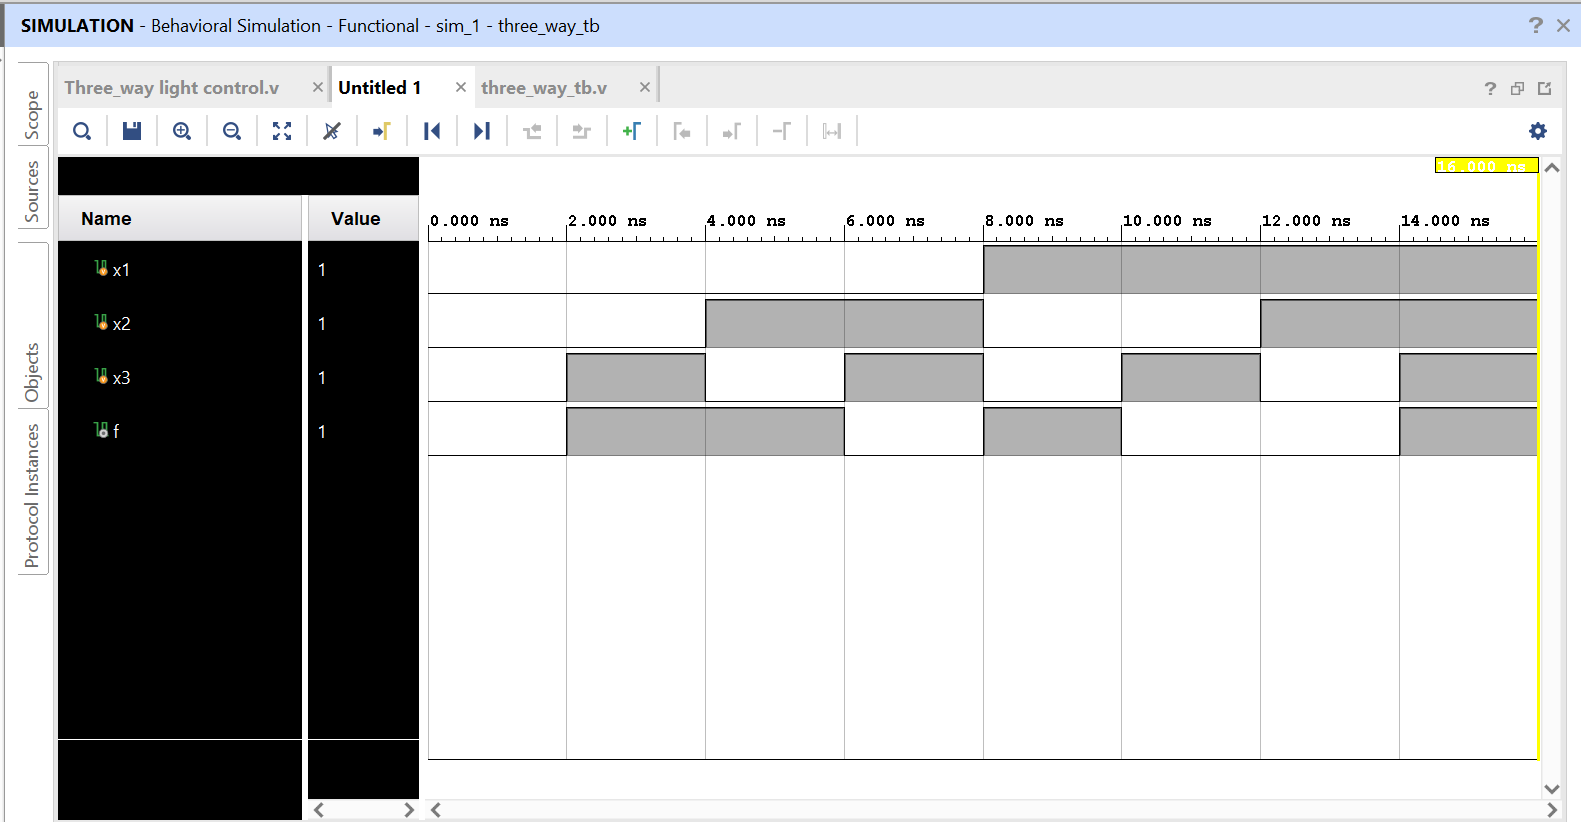 SIMULATION - Behavioral Simulation - Functional - sim_1 - three_way_tb
Three_way light control.v
Untitled 1
three_way_tb.v
Scope
Sources
Objects
Protocol Instances
16.000 ns
Name
Value
0.000 ns
2.000 ns
4.000 ns
6.000 ns
8.000 ns
10.000 ns
12.000 ns
14.000 ns
x1
1
x2
1
x3
1
f
1